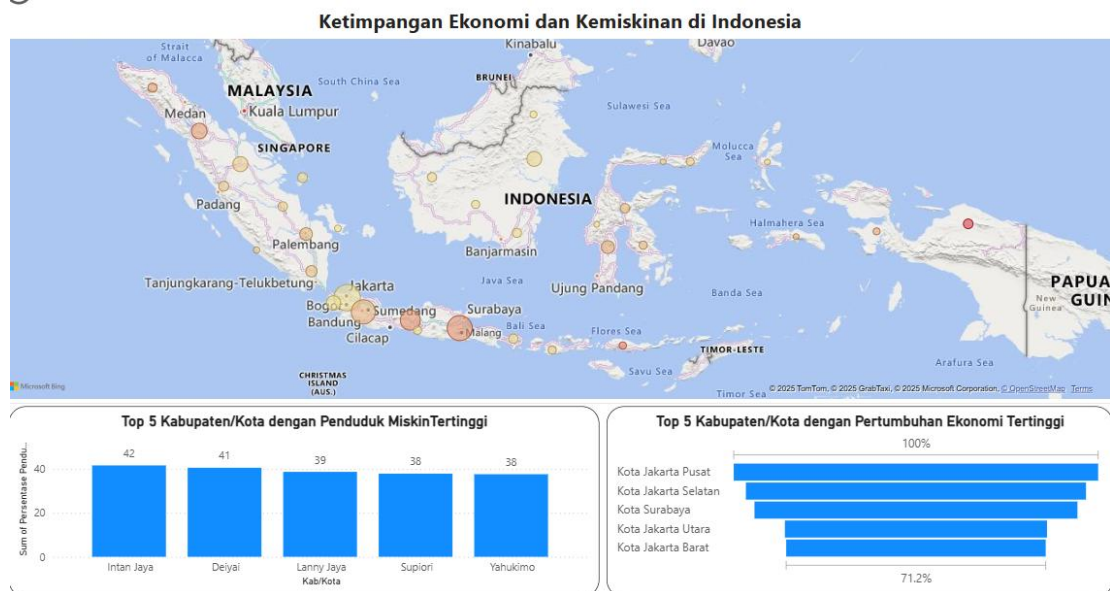 Ketimpangan Ekonomi dan Kemiskinan di Indonesia
Strait
of Malacca
Kinabalu
Davao
South China Sea
BRUNEI
MALAYSIA
Kuala Lumpur
Medan
Sulawesi Sea
SINGAPORE
Molucca
Sea
INDONESIA
Padang
Halmahera Sea
Palembang
Banjarmasin
Tanjungkarang-Telukbetung
Jakarta
Java Sea
Ujung Pandang
Banda Sea
PAPUA
New
Guinea
GUIN
Bogor
Sumedang
Surabaya
Bandung
Malang
Bali Sea
Flores Sea
Cilacap
TIMOR-LESTE
Arafura Sea
Savu Sea
CHRISTMAS
ISLAND
(AUS.)
Timor Sea
Microsoft Bing
© 2025 TomTom, © 2025 GrabTaxi, © 2025 Microsoft Corporation, © OpenStreetMap Terms
Top 5 Kabupaten/Kota dengan Penduduk MiskinTertinggi
Sum of Persentase Pendu...
40
20
0
42
41
39
38
38
Intan Jaya
Deiyai
Lanny Jaya
Supiori
Yahukimo
Kab/Kota
Top 5 Kabupaten/Kota dengan Pertumbuhan Ekonomi Tertinggi
100%
Kota Jakarta Pusat
Kota Jakarta Selatan
Kota Surabaya
Kota Jakarta Utara
Kota Jakarta Barat
71.2%